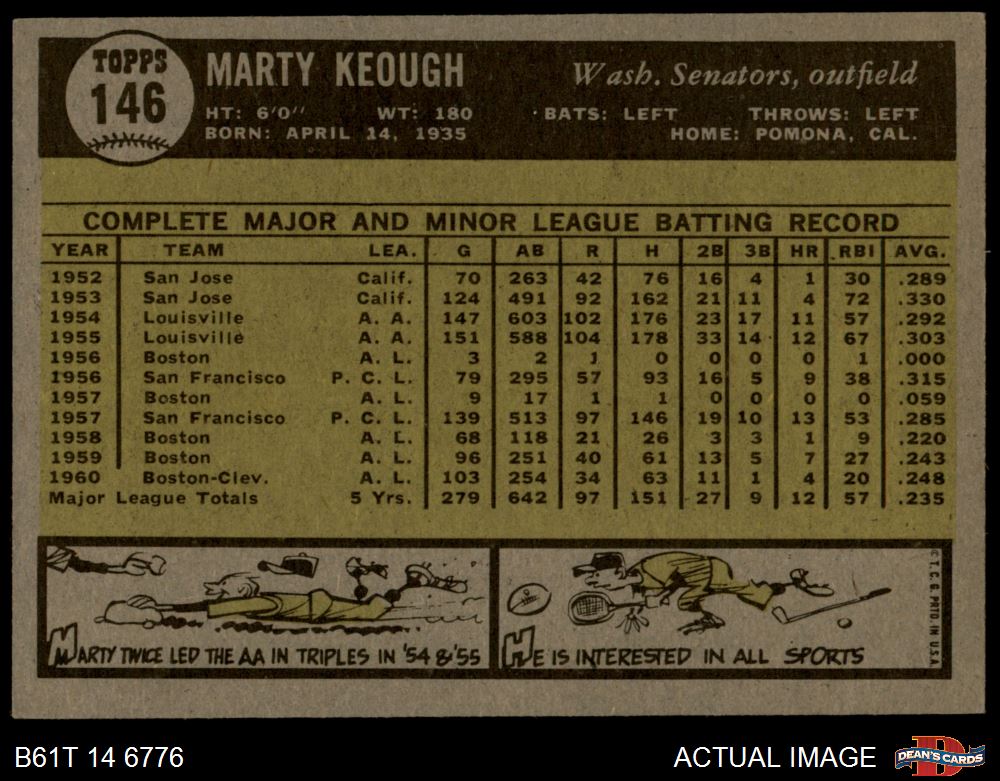 TOPPS
146
MARTY KEOUGH
Wash. Senators, outfield
HT: 6'0'' WT: 180 BATS: LEFT THROWS: LEFT
BORN: APRIL 14, 1935 HOME: POMONA, CAL.
COMPLETE MAJOR AND MINOR LEAGUE BATTING RECORD
YEAR TEAM LEA. G AB R H 2B 3B HR RBI AVG.
1952 San Jose Calif. 70 263 42 76 16 4 1 30 .289
1953 San Jose Calif. 124 491 92 162 21 11 4 72 .330
1954 Louisville A. A. 147 603 102 176 23 17 11 57 .292
1955 Louisville A. A. 151 588 104 178 33 14 12 67 .303
1956 Boston A. L. 3 2 1 0 0 0 0 1 .000
1956 San Francisco P. C. L. 79 295 57 93 16 5 9 38 .315
1957 Boston A. L. 9 17 1 1 0 0 0 0 .059
1957 San Francisco P. C. L. 139 513 97 146 19 10 13 53 .285
1958 Boston A. L. 68 118 21 26 3 3 1 9 .220
1959 Boston A. L. 96 251 40 61 13 5 7 27 .243
1960 Boston-Clev. A. L. 103 254 34 63 11 1 4 20 .248
Major League Totals 5 Yrs. 279 642 97 151 27 9 12 57 .235
MARTY TWICE LED THE AA IN TRIPLES IN '54 & '55
HE IS INTERESTED IN ALL SPORTS
© T. C. G. PRTD. IN U.S.A.
B61T 14 6776
ACTUAL IMAGE
D
DEAN'S CARDS